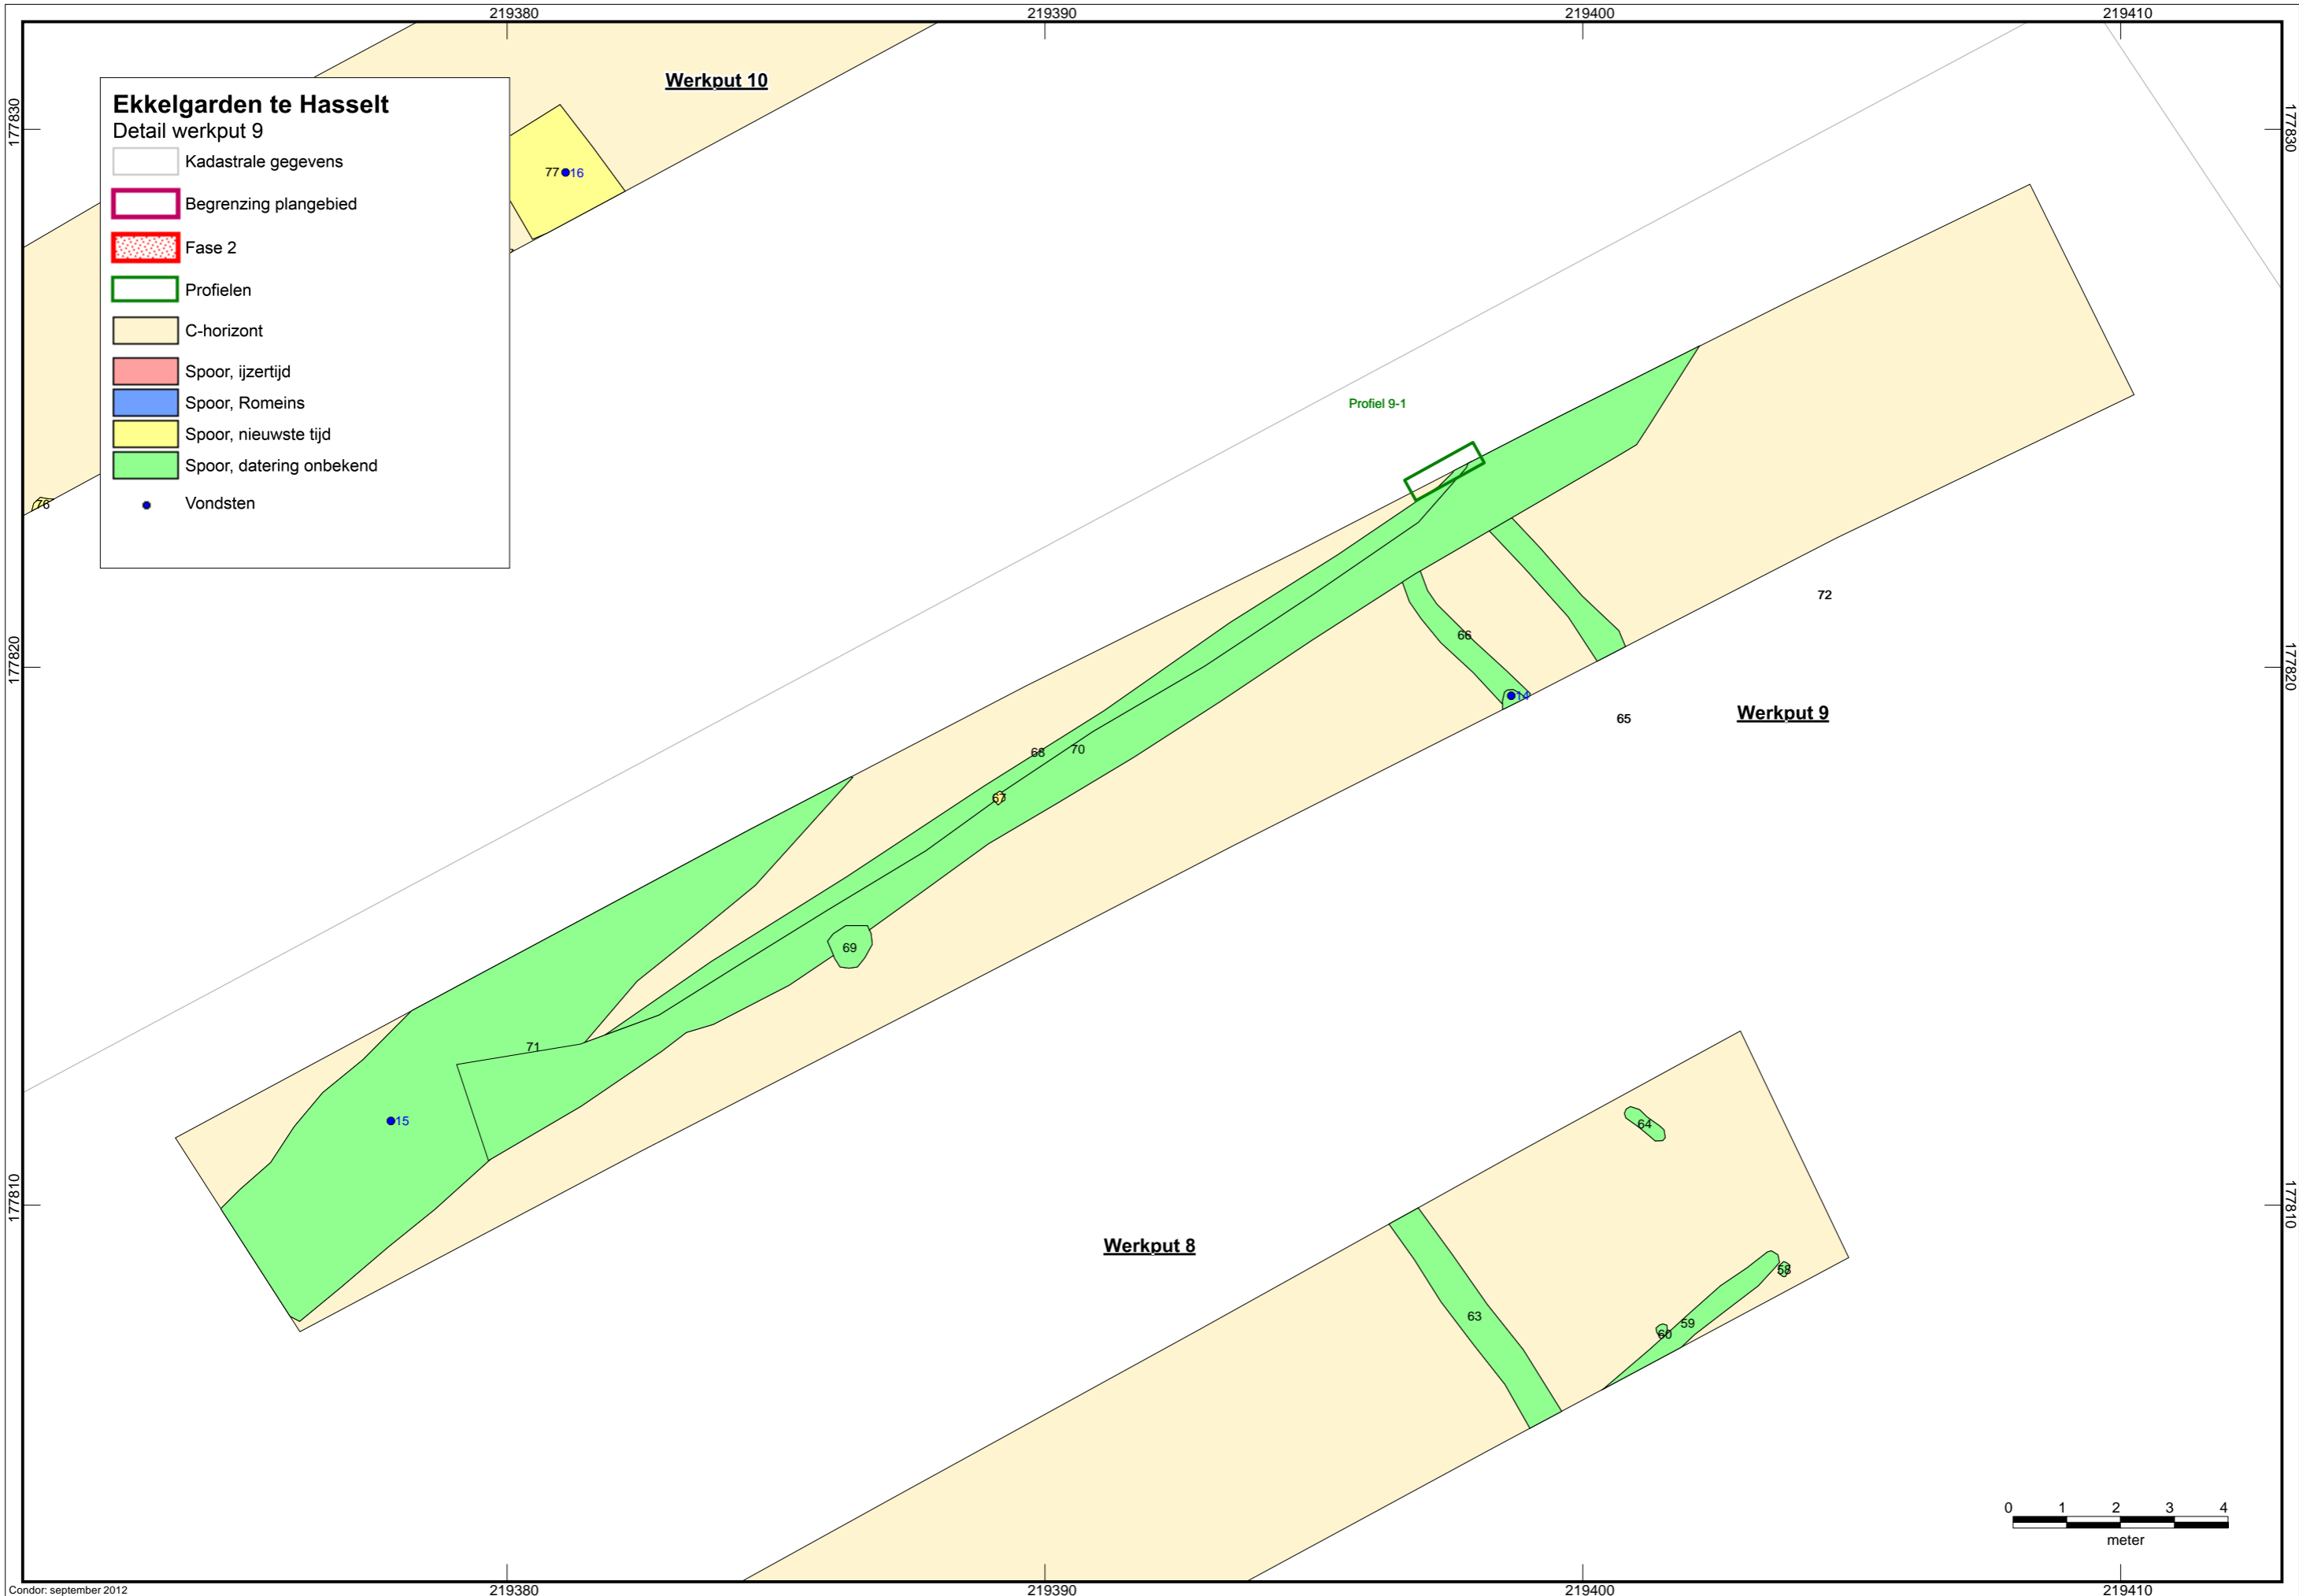 219380
219390
219400
219410
Werkput 10
Ekkelgarden te Hasselt
Detail werkput 9
Kadastrale gegevens
Begrenzing plangebied
Fase 2
Profielen
C-horizont
Spoor, ijzertijd
Spoor, Romeins
Spoor, nieuwste tijd
Spoor, datering onbekend
Vondsten
177830
177830
77 16
76
Profiel 9-1
72
66
177820
177820
14
65
Werkput 9
68
70
67
69
71
15
64
177810
177810
Werkput 8
58
63
59
60
0 1 2 3 4
meter
Condor: september 2012
219380
219390
219400
219410